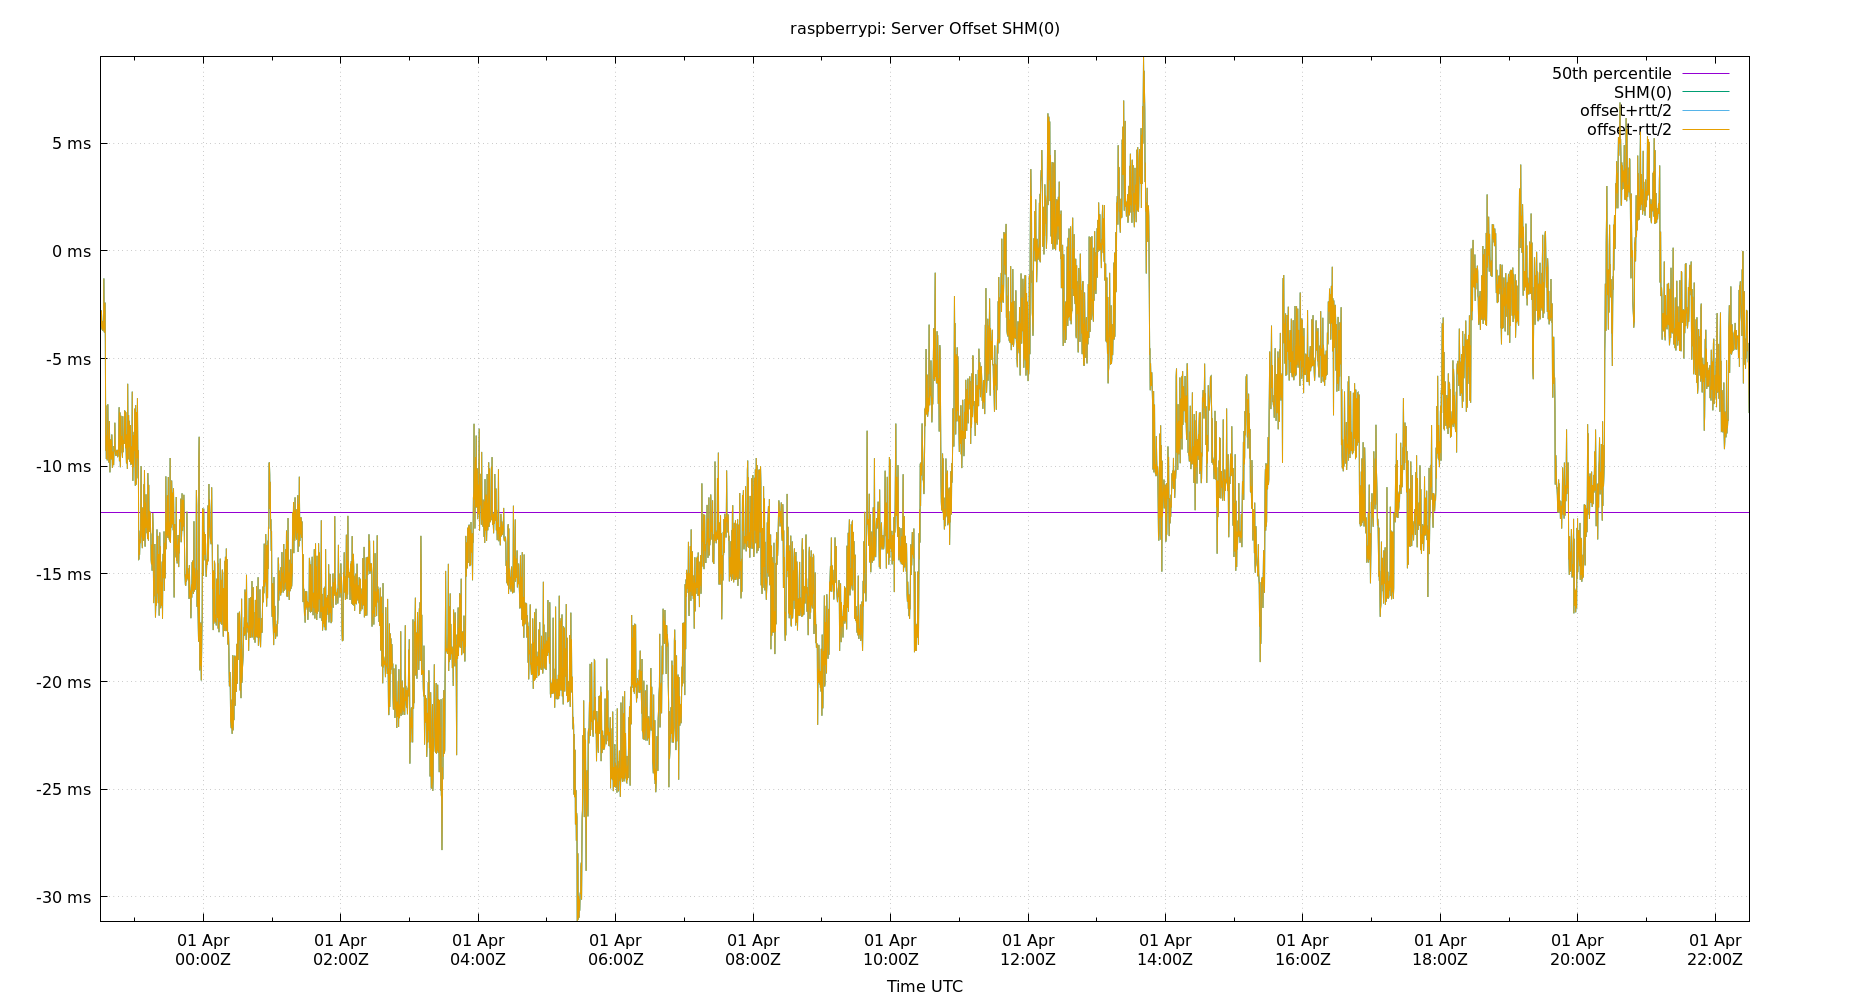 raspberrypi: Server Offset SHM(0)
50th percentile
SHM(0)
offset+rtt/2
offset-rtt/2
5 ms
0 ms
-5 ms
-10 ms
-15 ms
-20 ms
-25 ms
-30 ms
01 Apr 01 Apr 01 Apr 01 Apr 01 Apr 01 Apr 01 Apr 01 Apr 01 Apr 01 Apr 01 Apr 01 Apr
00:00Z 02:00Z 04:00Z 06:00Z 08:00Z 10:00Z 12:00Z 14:00Z 16:00Z 18:00Z 20:00Z 22:00Z
Time UTC